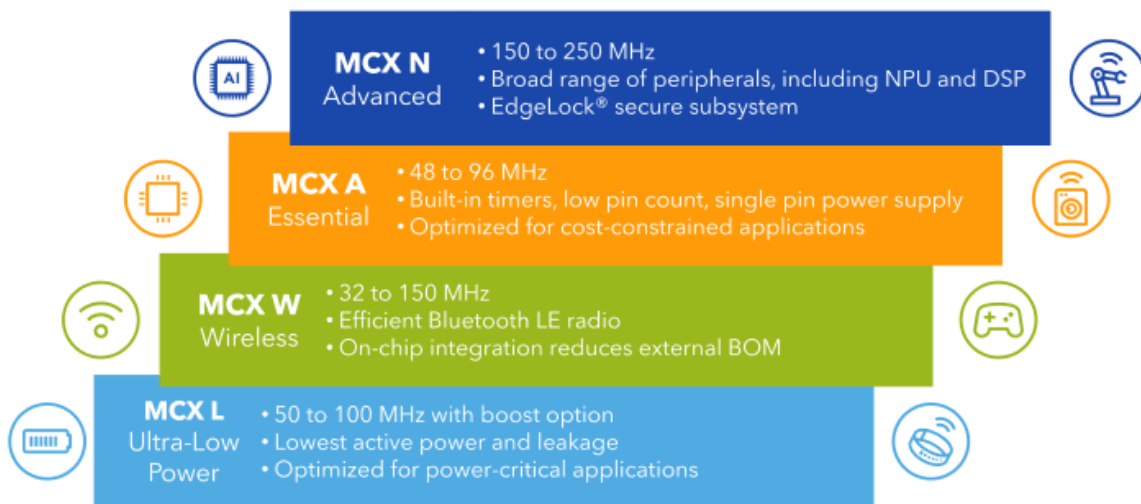 AI
MCX N
Advanced
• 150 to 250 MHz
• Broad range of peripherals, including NPU and DSP
• EdgeLock® secure subsystem
MCX A
Essential
• 48 to 96 MHz
• Built-in timers, low pin count, single pin power supply
• Optimized for cost-constrained applications
MCX W
Wireless
• 32 to 150 MHz
• Efficient Bluetooth LE radio
• On-chip integration reduces external BOM
MCX L
Ultra-Low
Power
• 50 to 100 MHz with boost option
• Lowest active power and leakage
• Optimized for power-critical applications